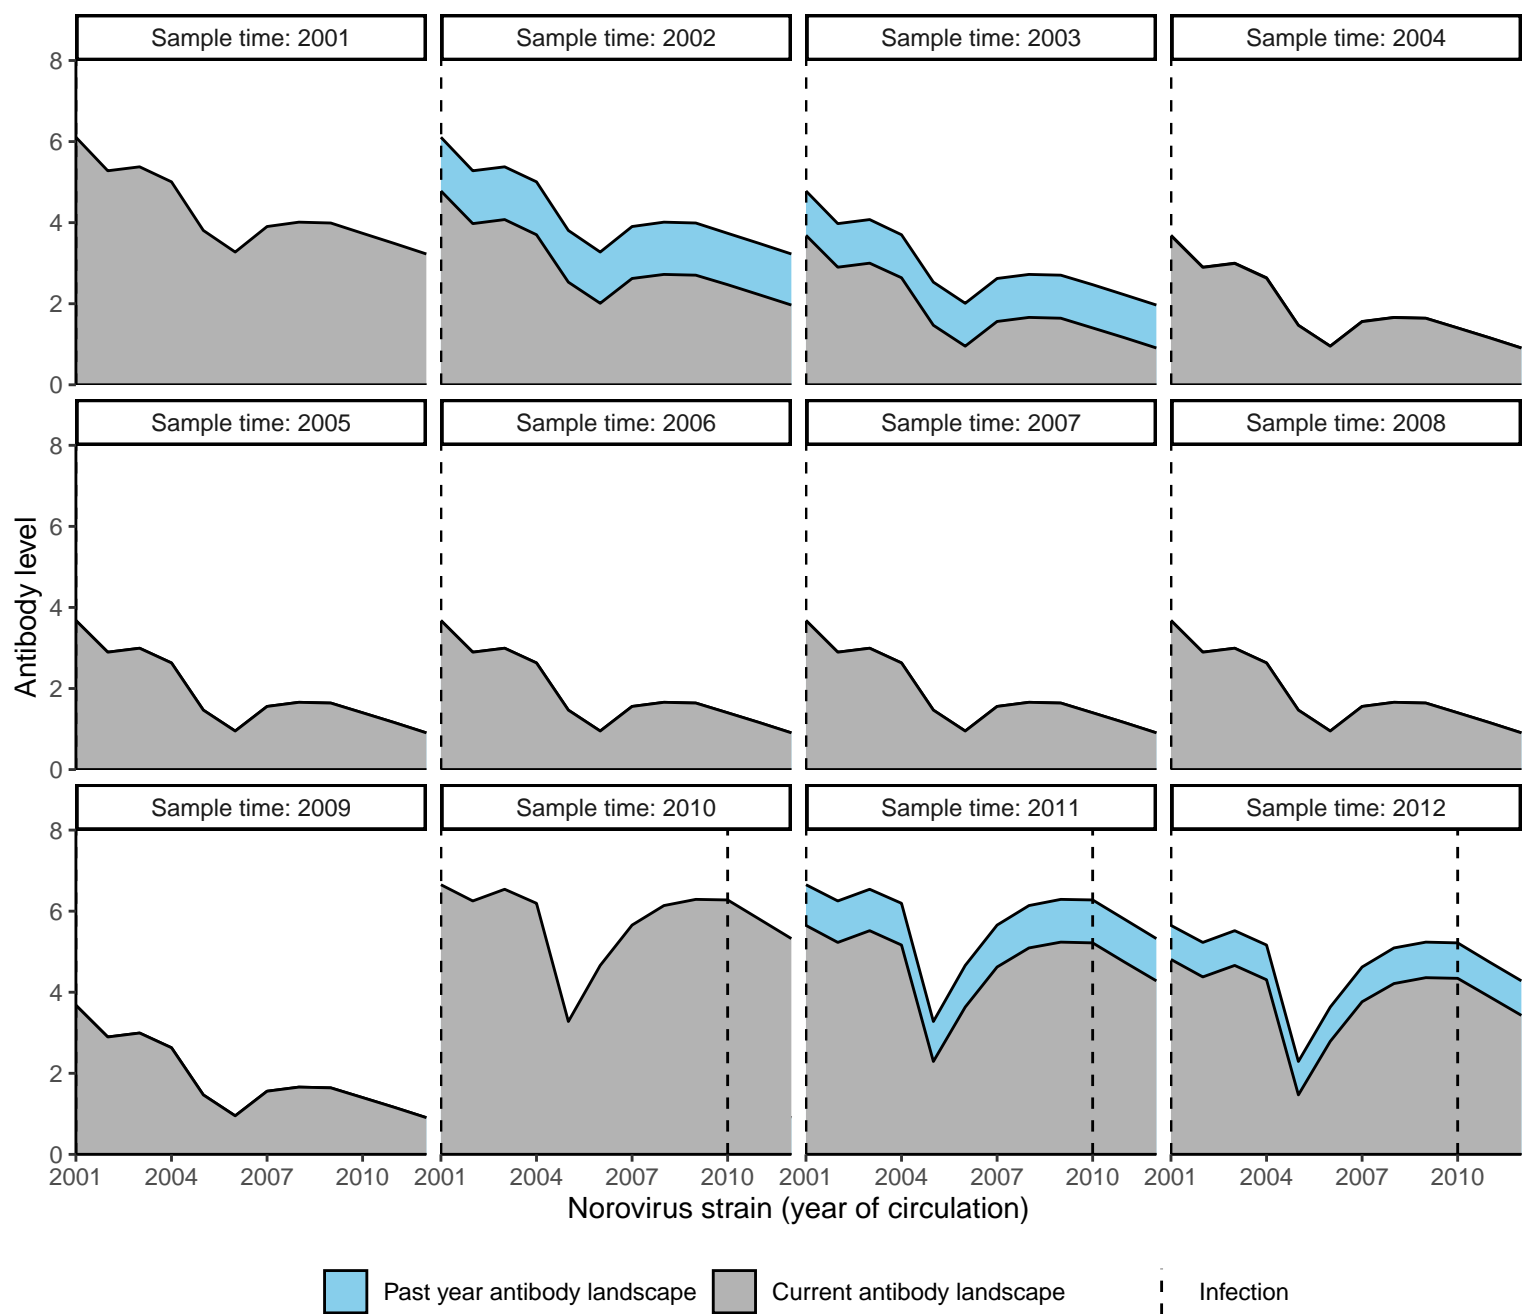 Sample time: 2001
Sample time: 2002
Sample time: 2003
Sample time: 2004
8
6
4
2
0
Sample time: 2005
Sample time: 2006
Sample time: 2007
Sample time: 2008
8
6
4
2
0
Antibody level
Sample time: 2009
Sample time: 2010
Sample time: 2011
Sample time: 2012
8
6
4
2
0
2001 2004 2007 2010
2001 2004 2007 2010
2001 2004 2007 2010
2001 2004 2007 2010
Norovirus strain (year of circulation)
Past year antibody landscape
Current antibody landscape
Infection